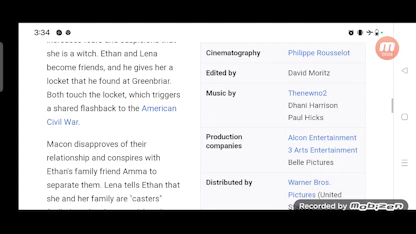 3:34
she is a witch. Ethan and Lena
become friends, and he gives her a
locket that he found at Greenbriar.
Both touch the locket, which triggers
a shared flashback to the American
Civil War.
Macon disapproves of their
relationship and conspires with
Ethan's family friend Amma to
separate them. Lena tells Ethan that
she and her family are "casters"
Cinematography Philippe Rousselot
Edited by David Moritz
Music by Thenewno2
Dhani Harrison
Paul Hicks
Production companies Alcon Entertainment
3 Arts Entertainment
Belle Pictures
Distributed by Warner Bros.
Pictures (United
Recorded by Mobizen